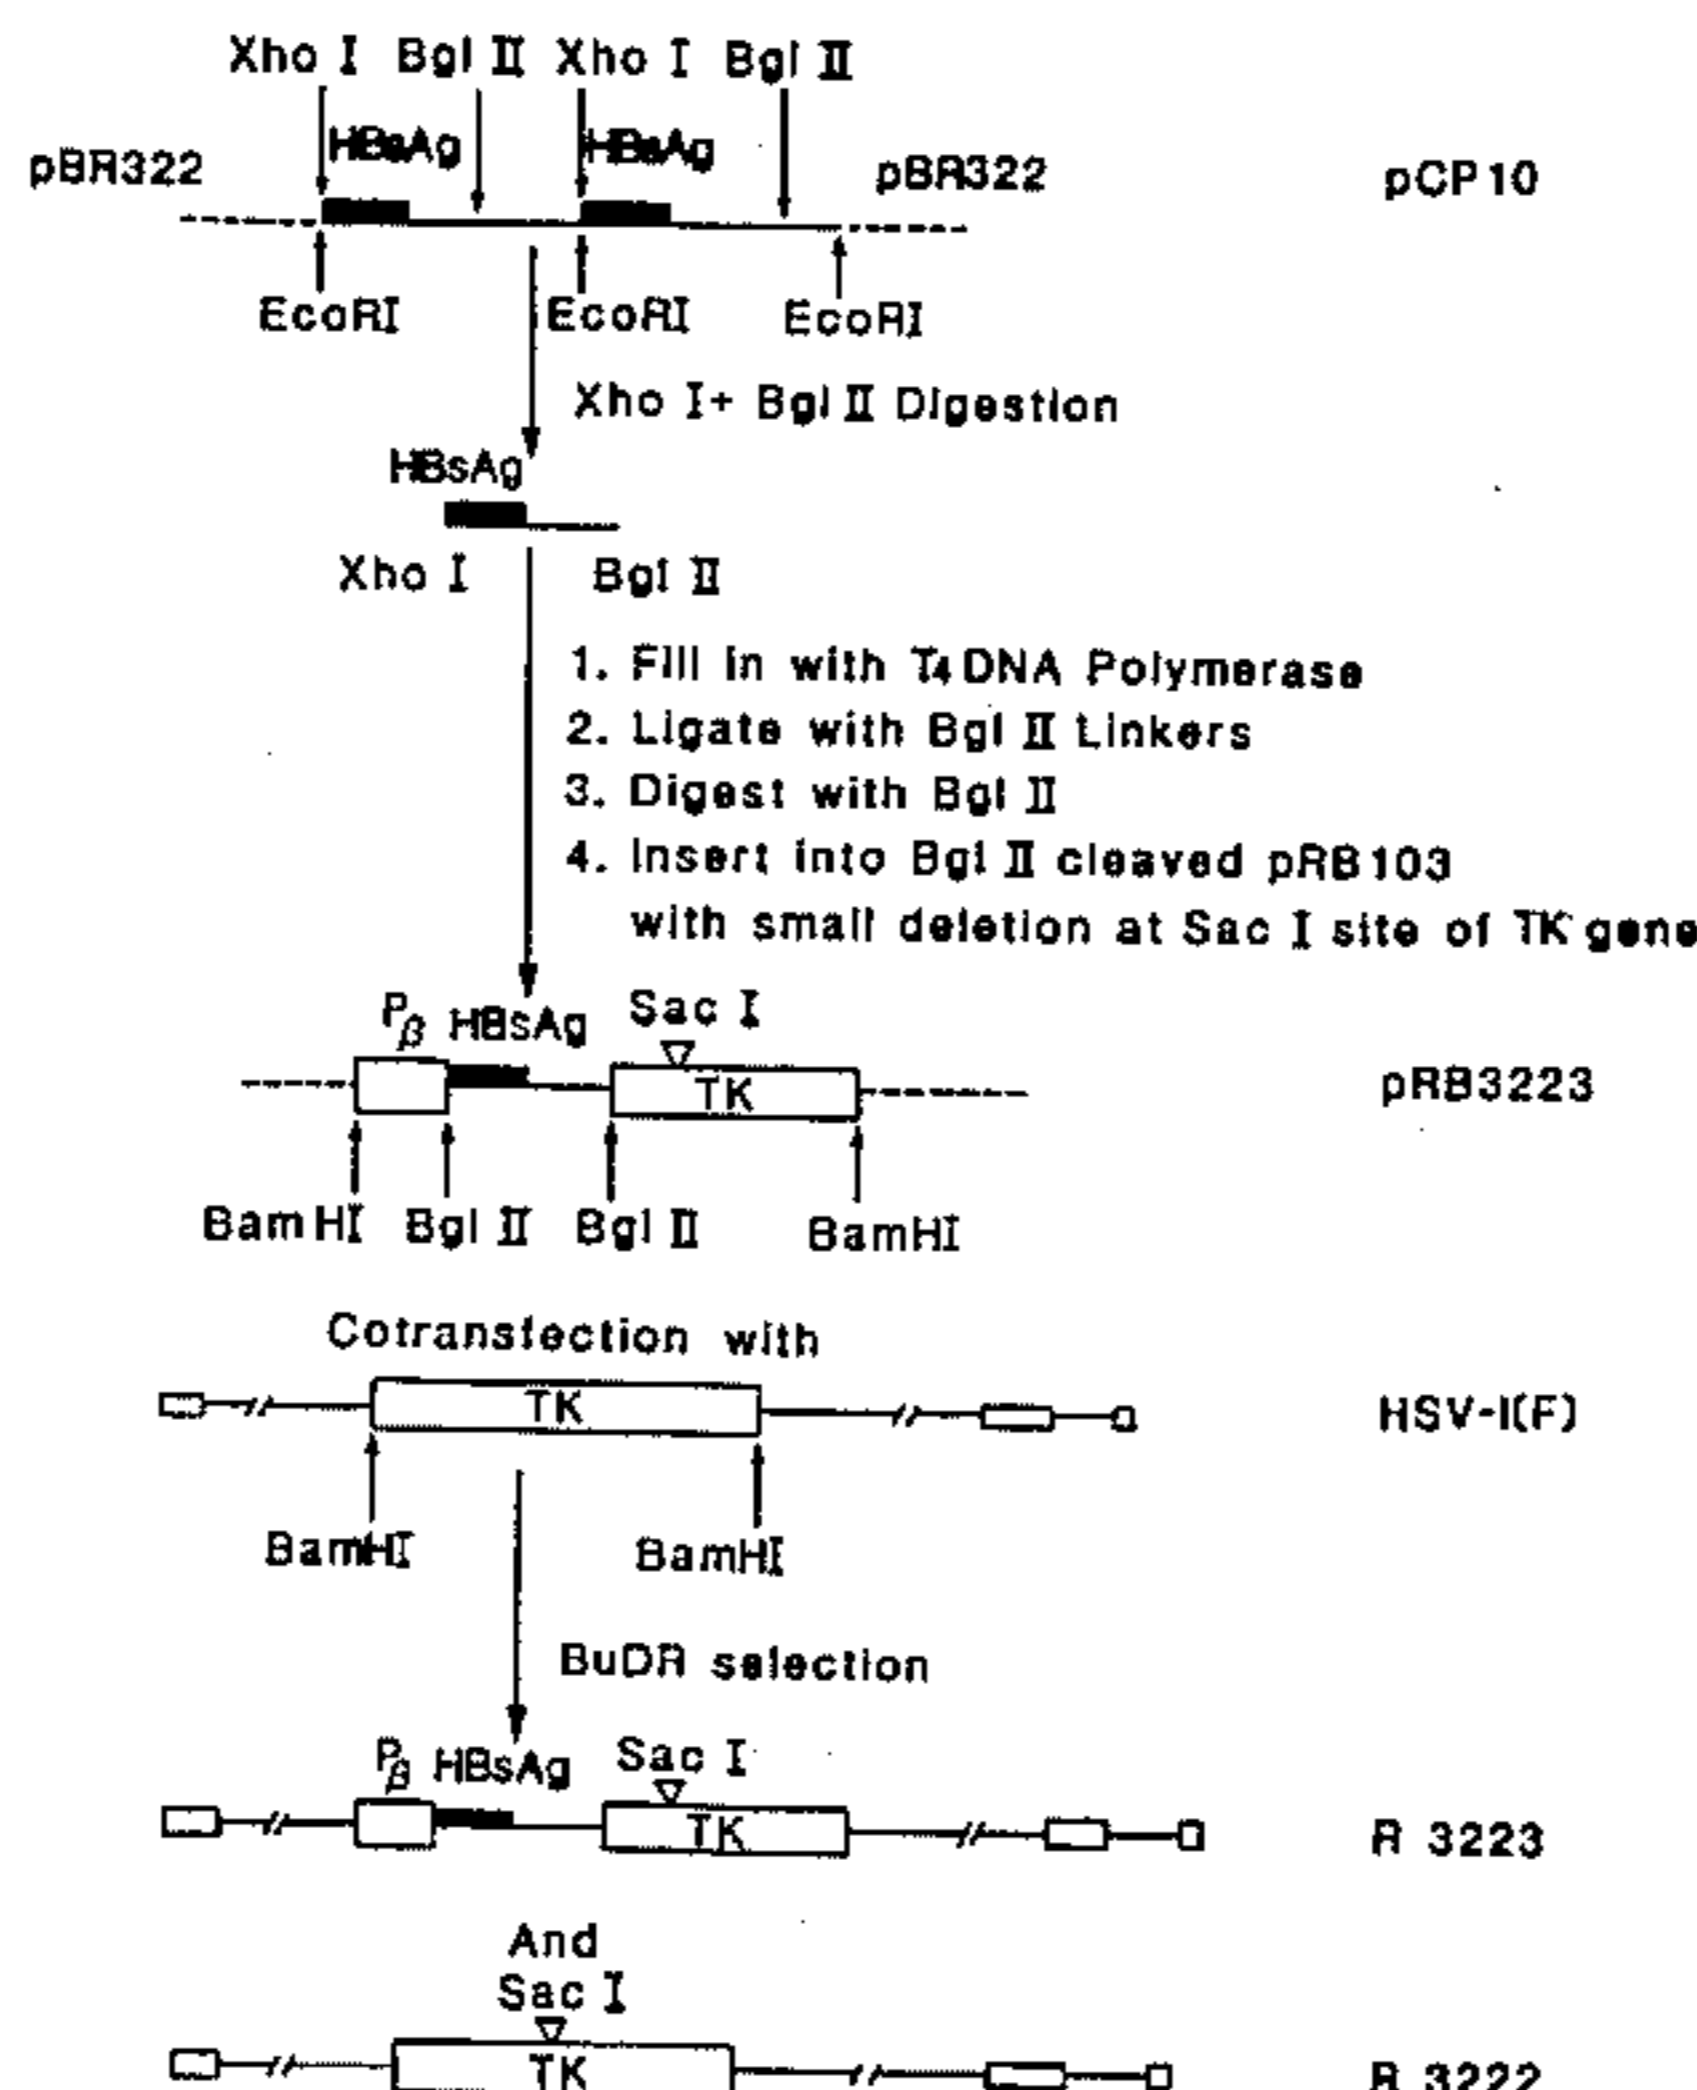 Xho I Bgl II Xho I Bgl II
pBR322 HBsAg HBsAg pBR322 pCP10
EcoRI EcoRI EcoRI
Xho I+ Bgl II Digestion
HBsAg
Xho I Bgl II
1. Fill in with T4 DNA Polymerase
2. Ligate with Bgl II Linkers
3. Digest with Bgl II
4. Insert into Bgl II cleaved pRB103
with small deletion at Sac I site of TK gene
Pβ HBsAg Sac I
TK pRB3223
BamHI Bgl II Bgl II BamHI
Cotransfection with
TK HSV-I(F)
BamHI BamHI
BuDR selection
Pβ HBsAg Sac I
TK R 3223
And
Sac I
TK R 3222